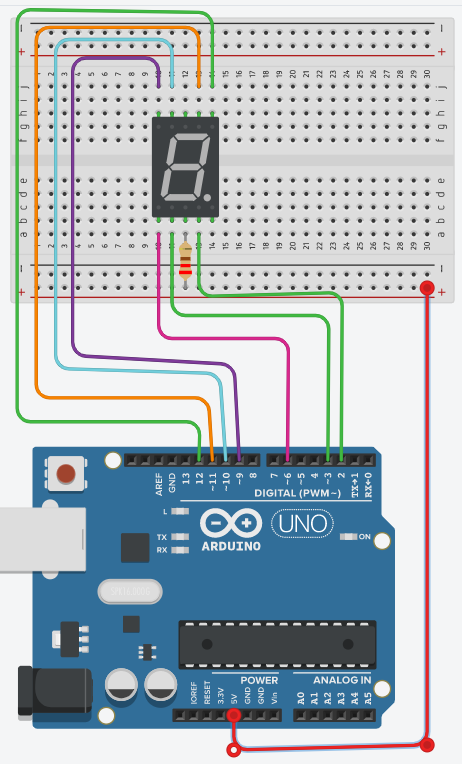 1 2 3 4 5 6 7 8 9 10 11 12 13 14 15 16 17 18 19 20 21 22 23 24 25 26 27 28 29 30
j
i
h
g
f
e
d
c
b
a
1 2 3 4 5 6 7 8 9 10 11 12 13 14 15 16 17 18 19 20 21 22 23 24 25 26 27 28 29 30
AREF
GND
13
12
~11
~10
~9
8
7
~6
~5
4
~3
2
TX→1
RX←0
DIGITAL (PWM~)
L
TX
RX
UNO
ARDUINO
ON
POWER
ANALOG IN
IOREF
RESET
3.3V
5V
GND
GND
Vin
A0
A1
A2
A3
A4
A5